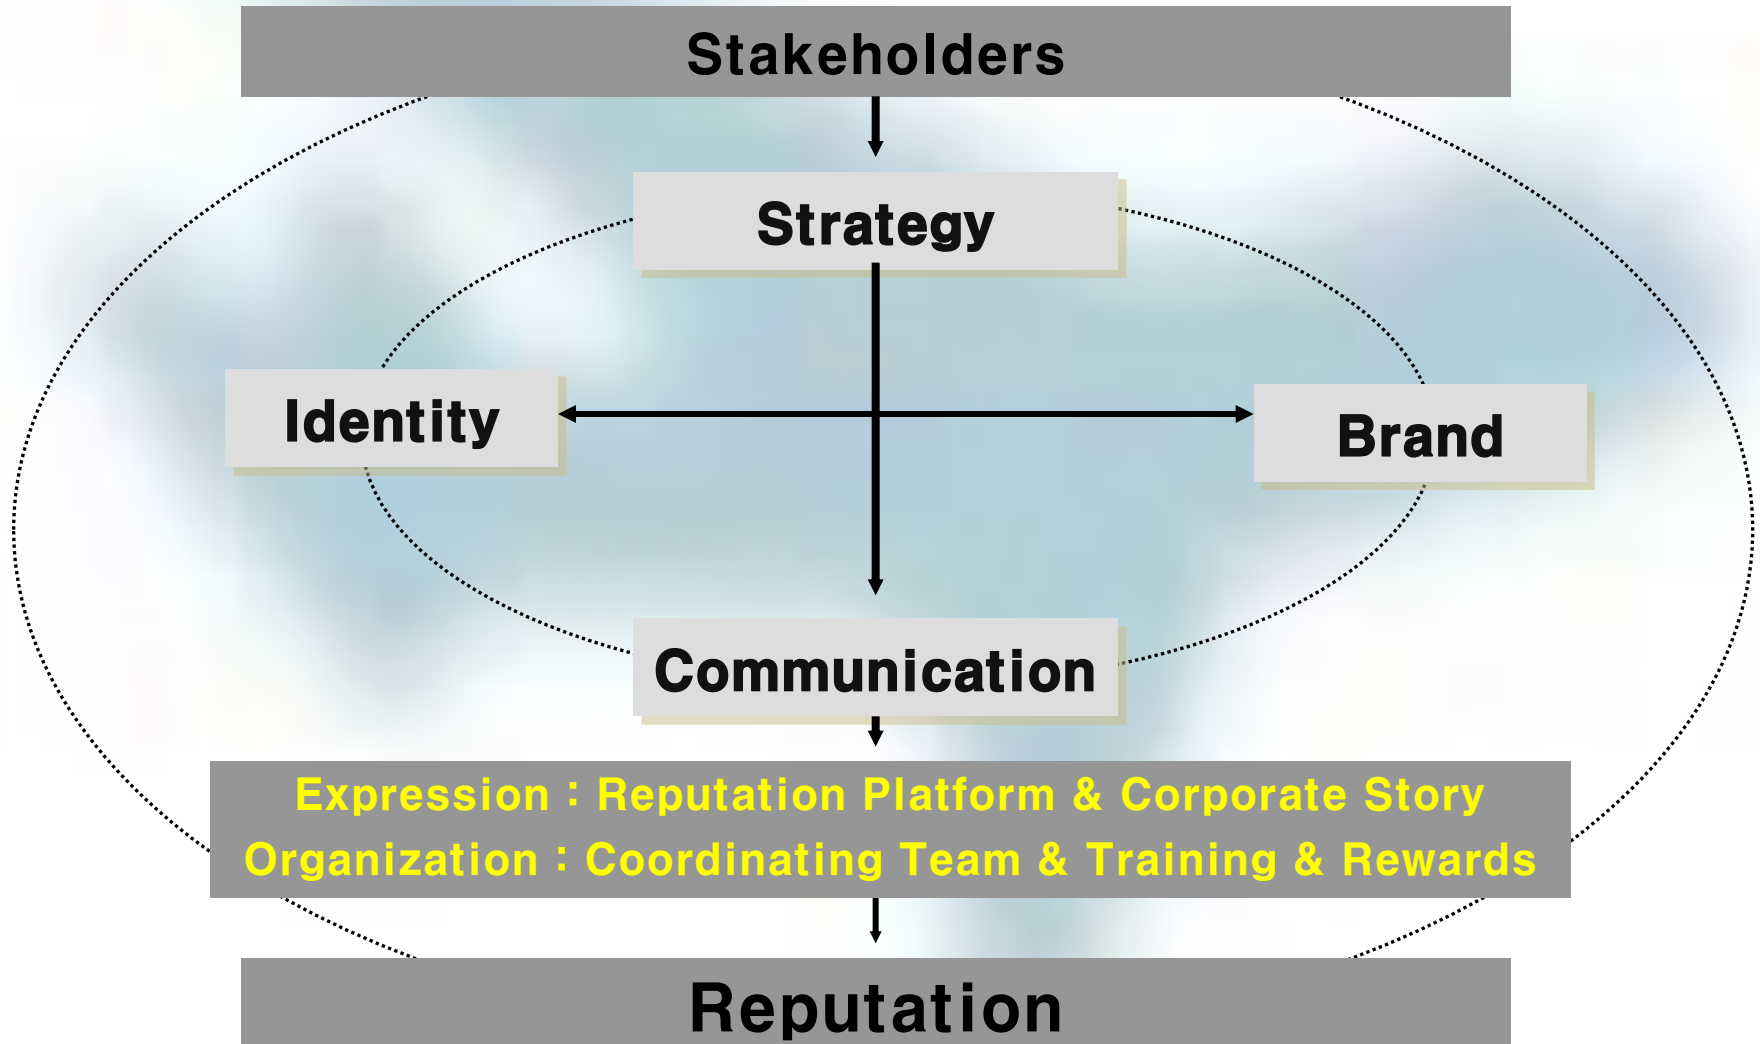 Stakeholders
Strategy
Identity
Brand
Communication
Expression : Reputation Platform & Corporate Story
Organization : Coordinating Team & Training & Rewards
Reputation